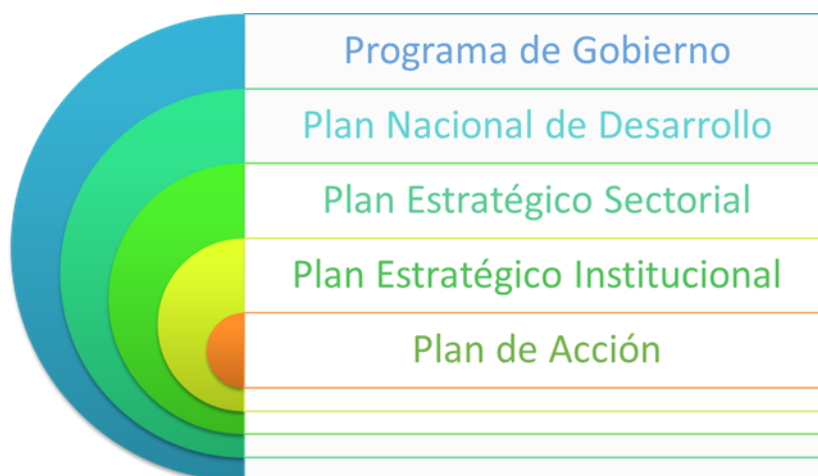 Programa de Gobierno
Plan Nacional de Desarrollo
Plan Estratégico Sectorial
Plan Estratégico Institucional
Plan de Acción